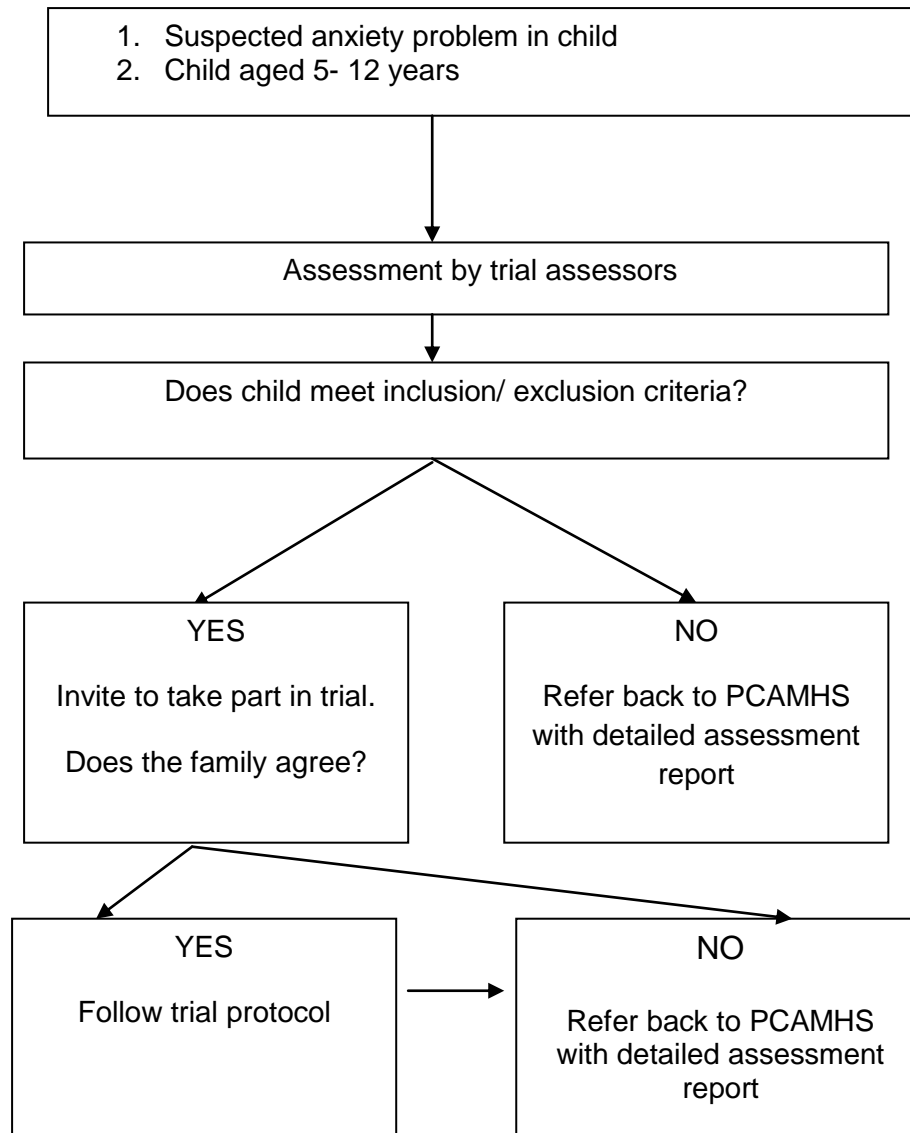 1. Suspected anxiety problem in child
2. Child aged 5- 12 years
Assessment by trial assessors
Does child meet inclusion/ exclusion criteria?
YES
Invite to take part in trial.
Does the family agree?
NO
Refer back to PCAMHS
with detailed assessment
report
YES
Follow trial protocol
NO
Refer back to PCAMHS
with detailed assessment
report